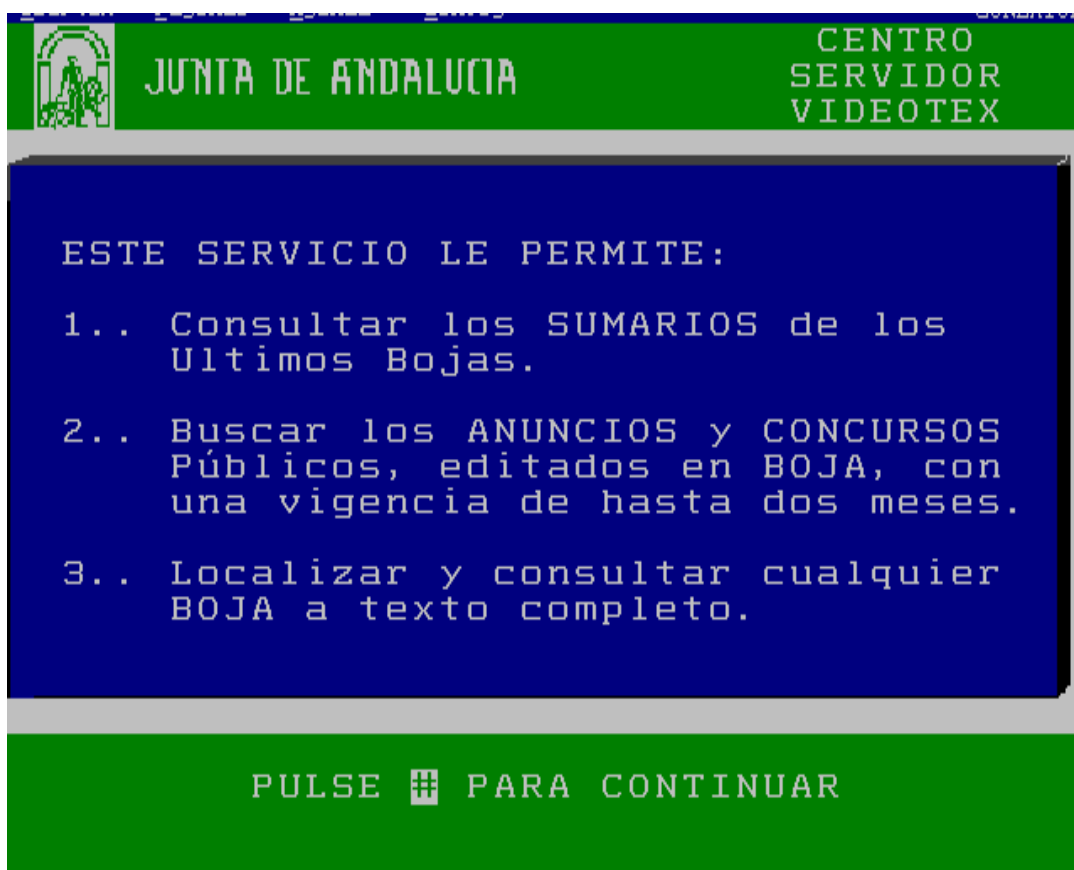 JUNTA DE ANDALUCIA
CENTRO
SERVIDOR
VIDEOTEX
ESTE SERVICIO LE PERMITE:
1.. Consultar los SUMARIOS de los
Ultimos Bojas.
2.. Buscar los ANUNCIOS y CONCURSOS
Públicos, editados en BOJA, con
una vigencia de hasta dos meses.
3.. Localizar y consultar cualquier
BOJA a texto completo.
PULSE # PARA CONTINUAR